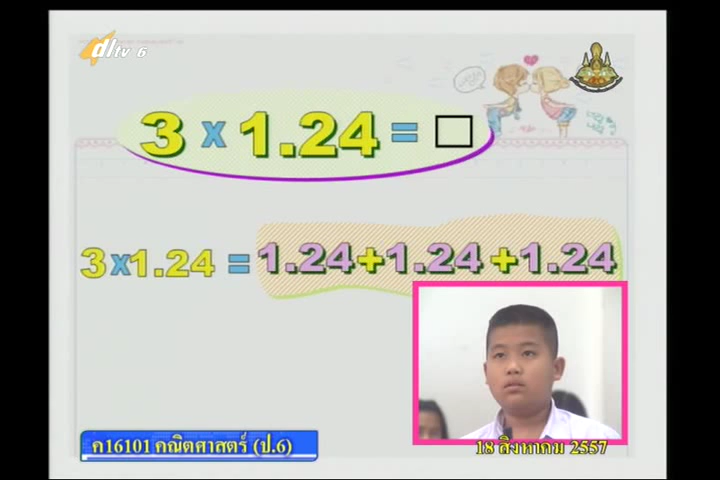 dltv 6
3 x 1.24 = □
3x1.24 = 1.24+1.24+1.24
ค16101 คณิตศาสตร์ (ป.6)
18 สิงหาคม 2557